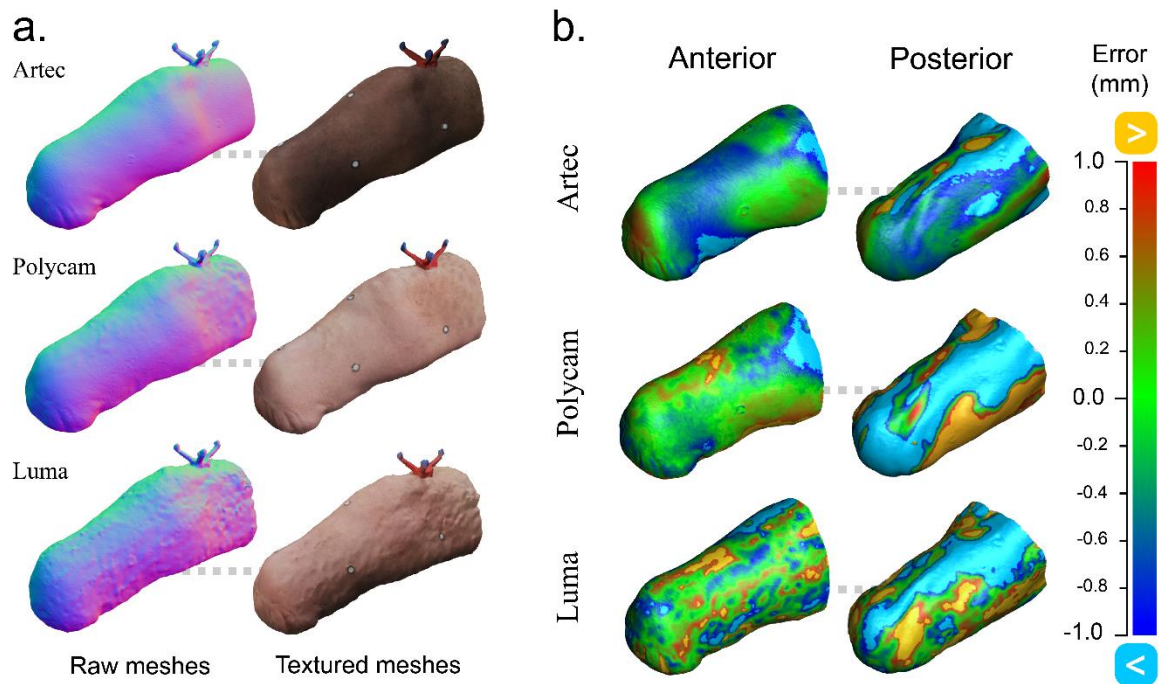 a.
Artec
Polycam
Luma
Raw meshes
Textured meshes
b.
Anterior
Posterior
Error
(mm)
Artec
Polycam
Luma
>
1.0
0.8
0.6
0.4
0.2
0.0
-0.2
-0.4
-0.6
-0.8
-1.0
<